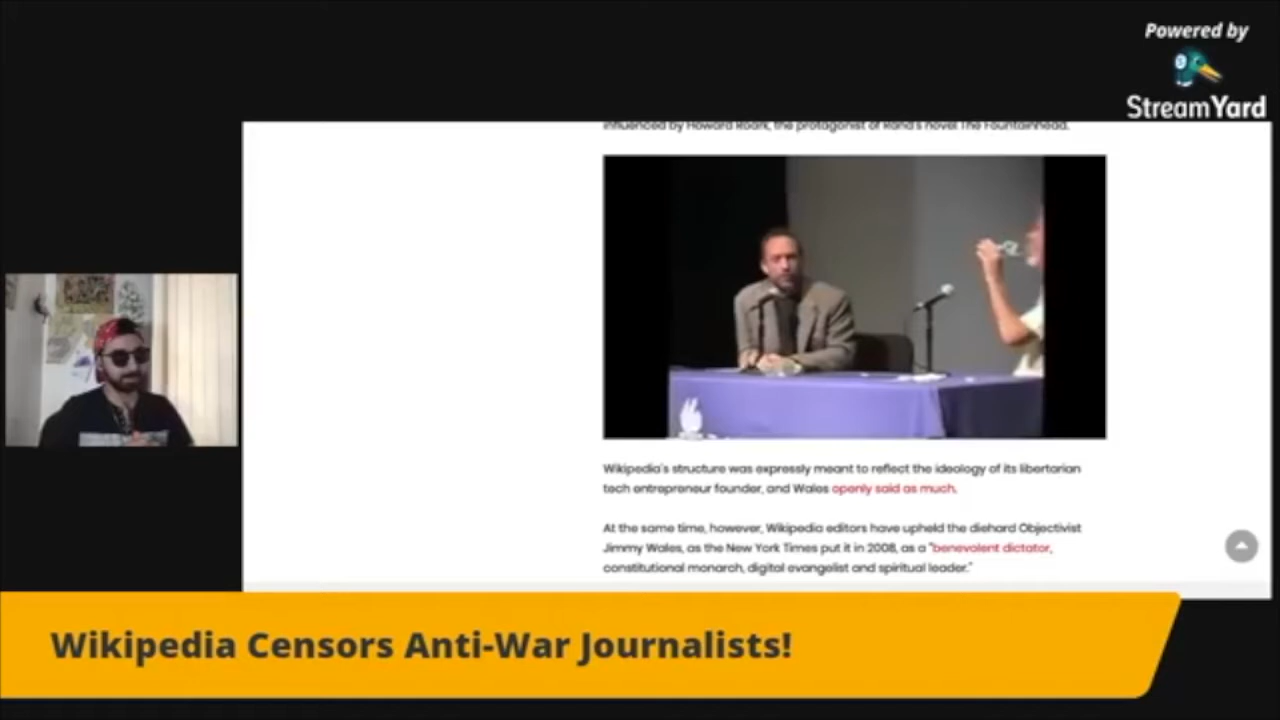 Powered by
StreamYard
influenced by Howard Roark, the protagonist of Rand's novel The Fountainhead.
Wikipedia's structure was expressly meant to reflect the ideology of its libertarian
tech entrepreneur founder, and Wales openly said as much.
At the same time, however, Wikipedia editors have upheld the diehard Objectivist
Jimmy Wales, as the New York Times put it in 2008, as a "benevolent dictator,
constitutional monarch, digital evangelist and spiritual leader."
Wikipedia Censors Anti-War Journalists!